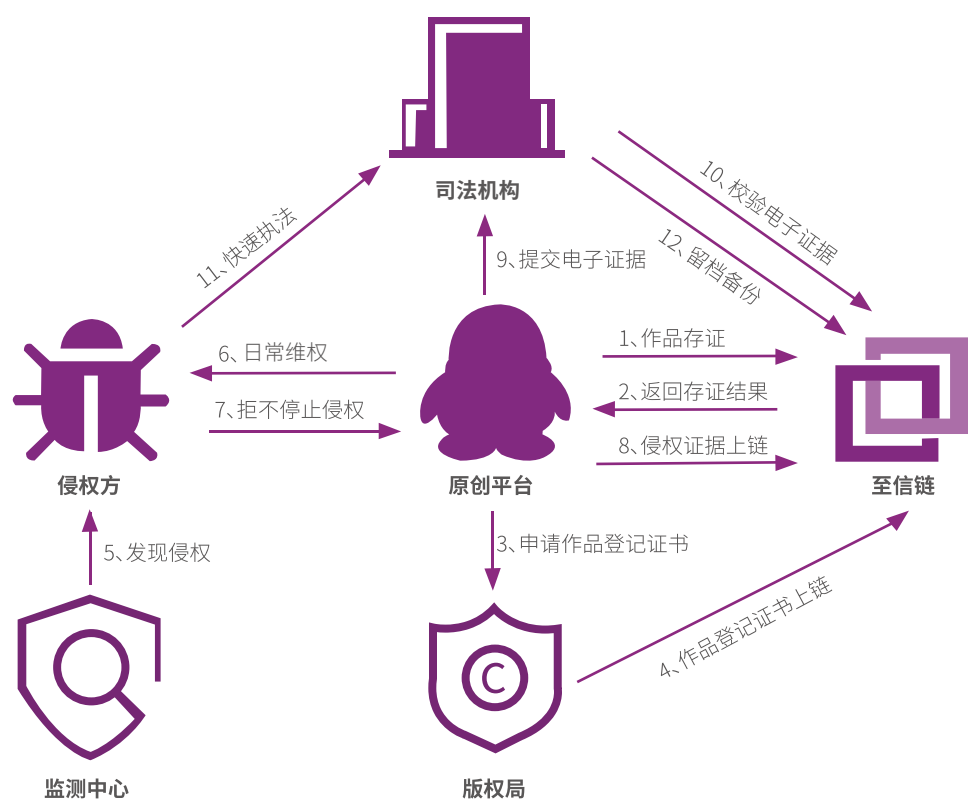 司法机构
10、校验电子证据
11、快速执法
12、留档备份
9、提交电子证据
6、日常维权
1、作品存证
2、返回存证结果
7、拒不停止侵权
8、侵权证据上链
侵权方
原创平台
至信链
5、发现侵权
3、申请作品登记证书
4、作品登记证书上链
C
监测中心
版权局